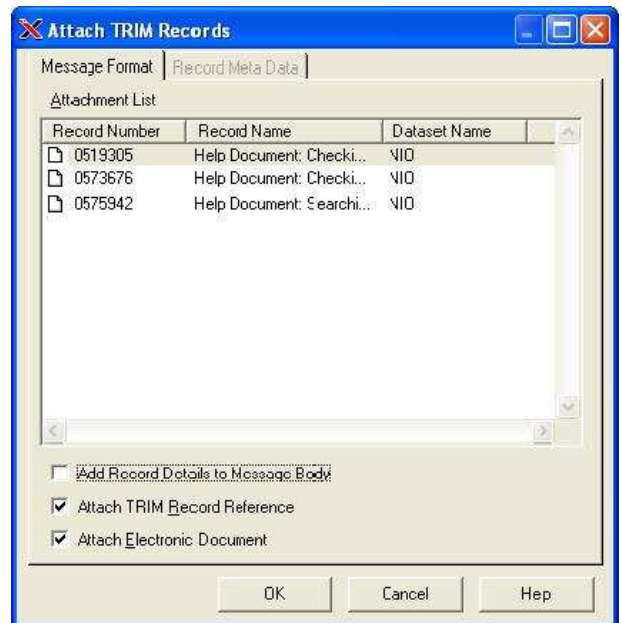 Attach TRIM Records
Message Format Record Meta Data
Attachment List
Record Number Record Name Dataset Name
0519305 Help Document: Checki... NIO
0573676 Help Document: Checki... NIO
0575942 Help Document: Searchi... NIO
Add Record Details to Message Body
Attach TRIM Record Reference
Attach Electronic Document
OK Cancel Help